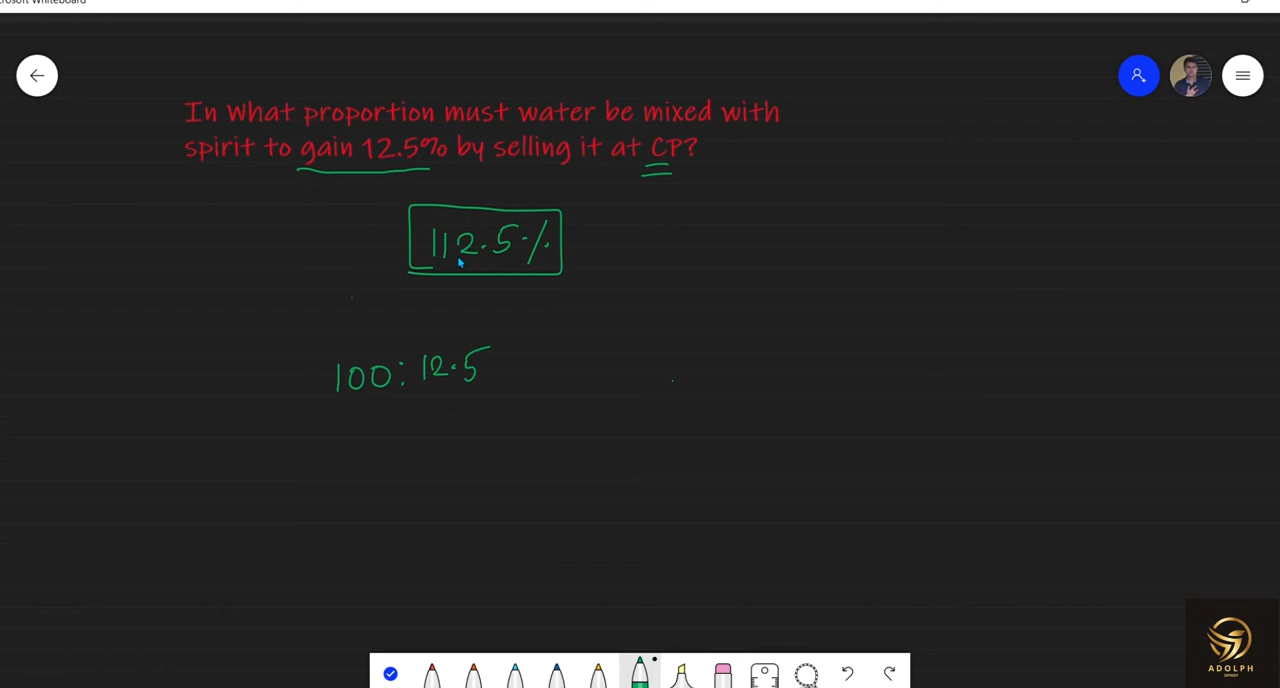 In What proportion must water be mixed with
spirit to gain 12.5% by selling it at CP?
112.5%
100:12.5
ADOLPH